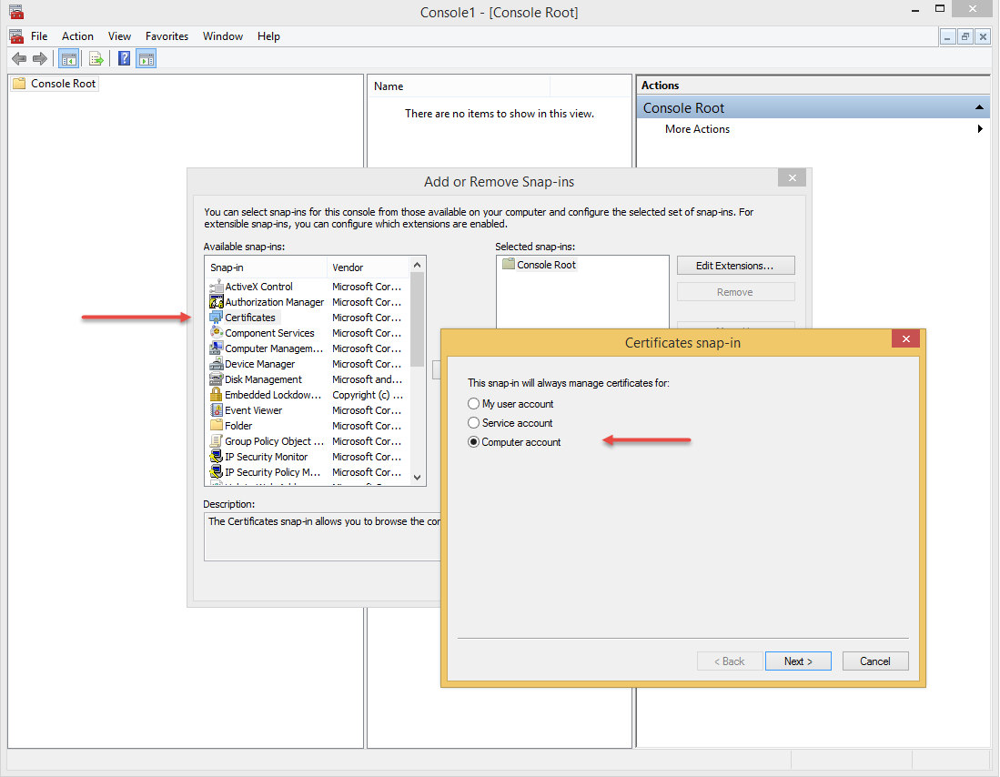 Console1 - [Console Root]
File Action View Favorites Window Help
Console Root
Name
There are no items to show in this view.
Actions
Console Root
More Actions
Add or Remove Snap-ins
You can select snap-ins for this console from those available on your computer and configure the selected set of snap-ins. For
extensible snap-ins, you can configure which extensions are enabled.
Available snap-ins:
Snap-in Vendor
ActiveX Control Microsoft Cor...
Authorization Manager Microsoft Cor...
Certificates Microsoft Cor...
Component Services Microsoft Cor...
Computer Managem... Microsoft Cor...
Device Manager Microsoft Cor...
Disk Management Microsoft and...
Embedded Lockdow... Copyright (c) ...
Event Viewer Microsoft Cor...
Folder Microsoft Cor...
Group Policy Object ... Microsoft Cor...
IP Security Monitor Microsoft Cor...
IP Security Policy M... Microsoft Cor...
Selected snap-ins:
Console Root
Edit Extensions...
Remove
Description:
The Certificates snap-in allows you to browse the cor
Certificates snap-in
This snap-in will always manage certificates for:
My user account
Service account
Computer account
< Back Next > Cancel